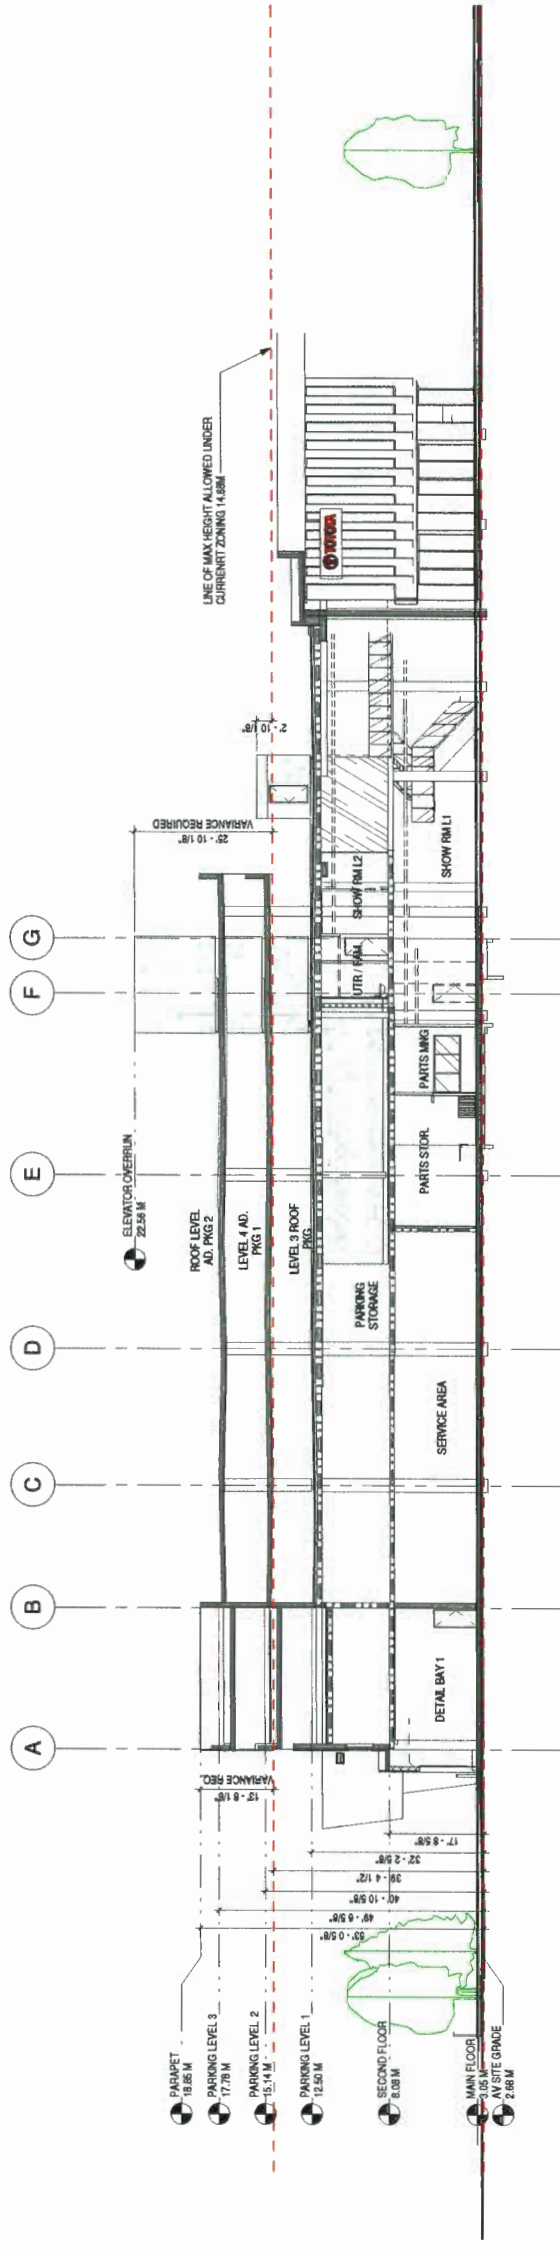 A
B
C
D
E
F
G
PARAPET
18.85 M
PARKING LEVEL 3
17.78 M
PARKING LEVEL 2
15.14 M
PARKING LEVEL 1
12.50 M
SECOND FLOOR
8.08 M
MAIN FLOOR
3.05 M
AV SITE GRADE
2.68 M
53' - 0 5/8"
49' - 6 5/8"
40' - 10 5/8"
39' - 4 1/2"
32' - 2 5/8"
17' - 8 5/8"
13' - 8 1/8"
VARIANCE REQ.
ELEVATOR OVERRUN
22.56 M
ROOF LEVEL
AD. PKG 2
LEVEL 4 AD.
PKG 1
LEVEL 3 ROOF
PKG
PARKING
STORAGE
DETAIL BAY 1
SERVICE AREA
PARTS STOR.
PARTS MNG
UTR / FAM.
SHOW RM L2
SHOW RM L1
25' - 10 1/8"
VARIANCE REQUIRED
2' - 10 1/8"
LINE OF MAX HEIGHT ALLOWED UNDER
CURRENRT ZONING 14.68M
TOYOTA